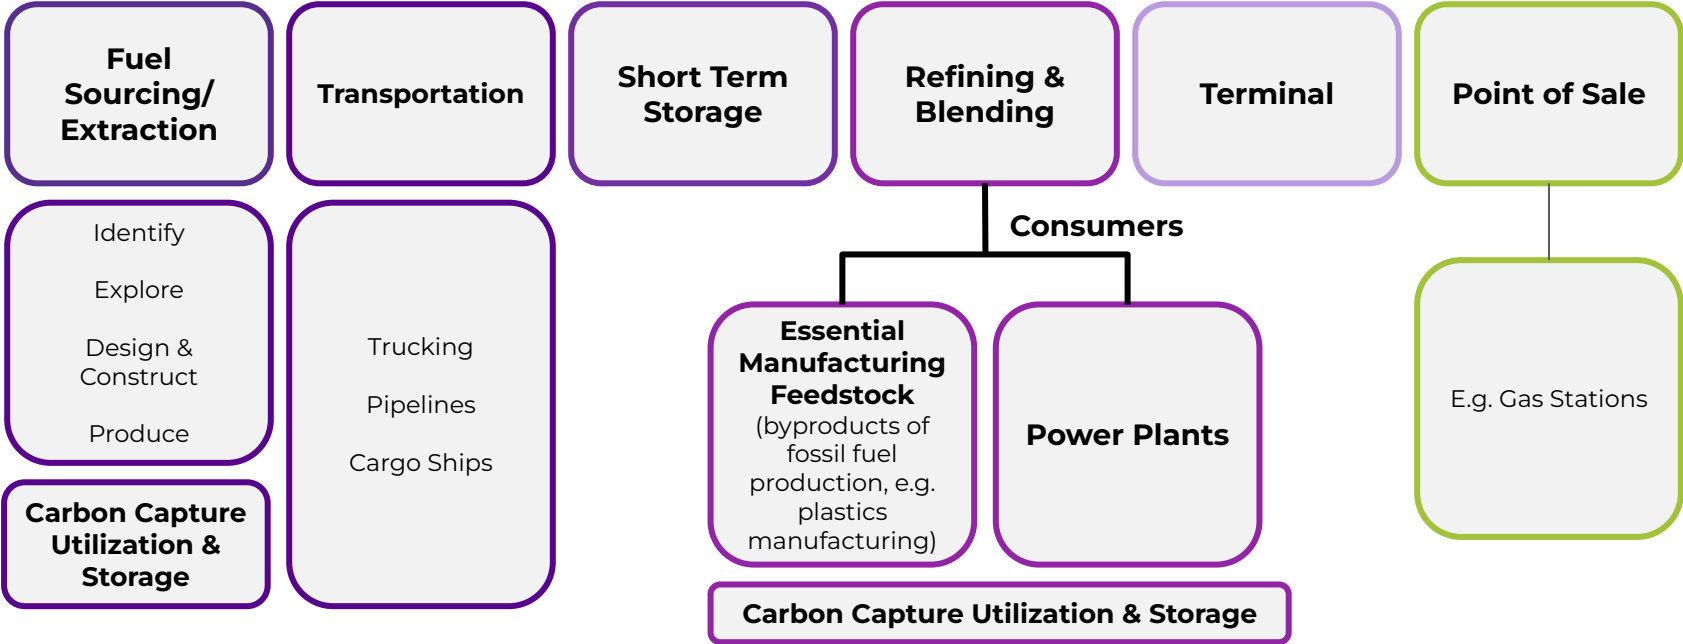 Fuel
Sourcing/
Extraction
Transportation
Short Term
Storage
Refining &
Blending
Terminal
Point of Sale
Identify
Explore
Design &
Construct
Produce
Carbon Capture
Utilization &
Storage
Trucking
Pipelines
Cargo Ships
Consumers
Essential
Manufacturing
Feedstock
(byproducts of
fossil fuel
production, e.g.
plastics
manufacturing)
Power Plants
Carbon Capture Utilization & Storage
E.g. Gas Stations